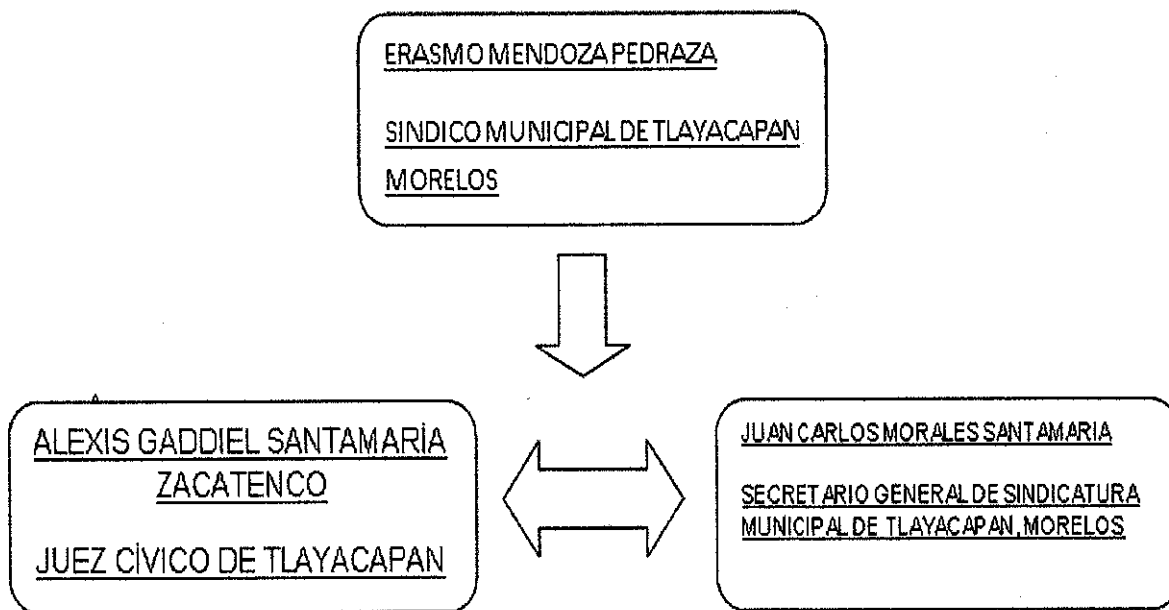 ERASMO MENDOZA PEDRAZA
SINDICO MUNICIPAL DE TLAYACAPAN
MORELOS
ALEXIS GADDIEL SANTAMARÍA
ZACATENCO
JUEZ CÍVICO DE TLAYACAPAN
JUAN CARLOS MORALES SANTAMARIA
SECRETARIO GENERAL DE SINDICATURA
MUNICIPAL DE TLAYACAPAN, MORELOS